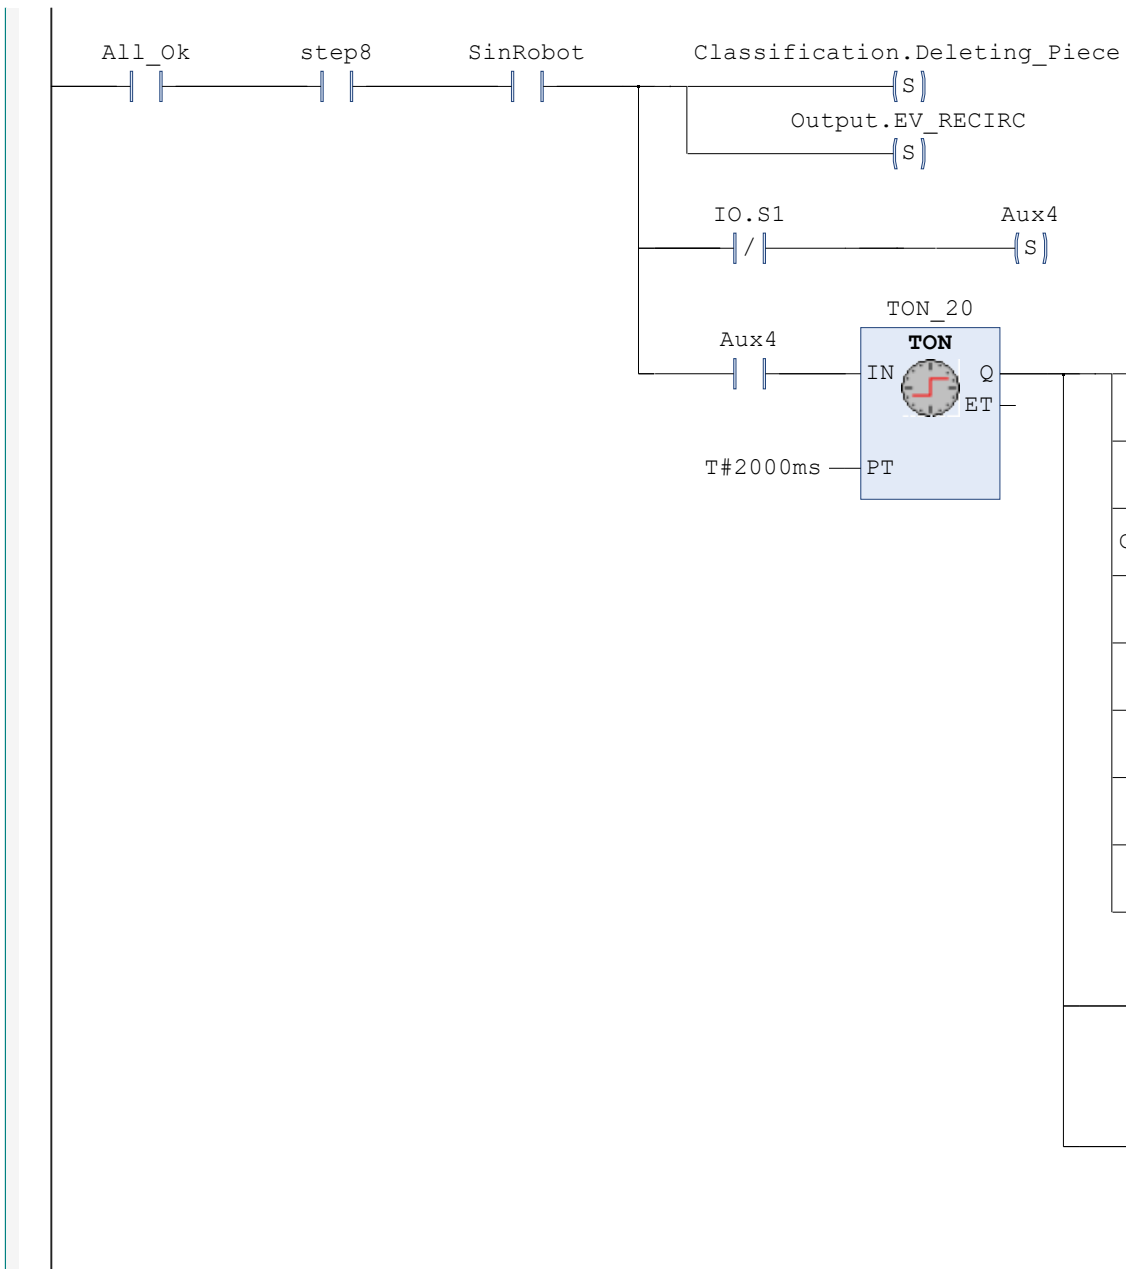 All_Ok step8 SinRobot Classification.Deleting_Piece
S
Output.EV_RECIRC
S
IO.S1 Aux4
/ S
TON_20
Aux4 TON
IN Q
ET
T#2000ms PT